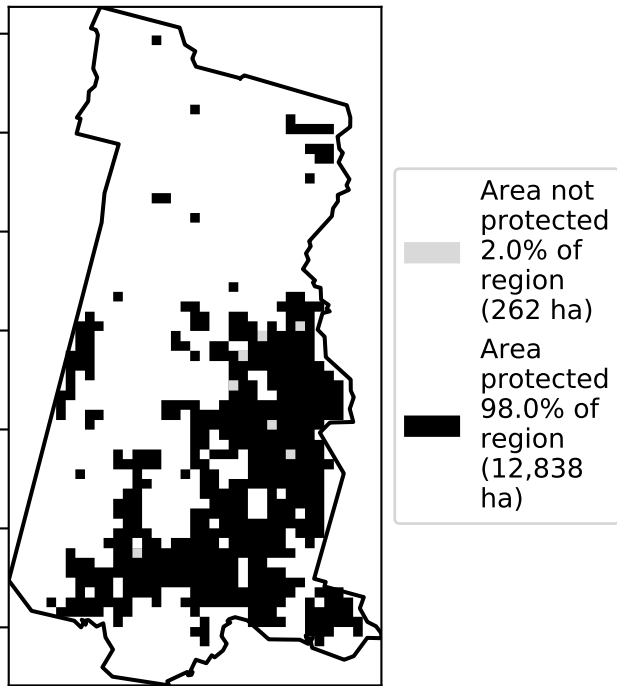 Area not
protected
2.0% of
region
(262 ha)
Area
protected
98.0% of
region
(12,838
ha)